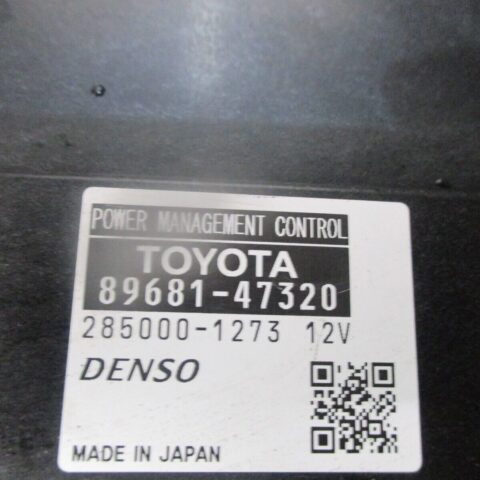 POWER MANAGEMENT CONTROL
TOYOTA
89681-47320
285000-1273 12V
DENSO
MADE IN JAPAN